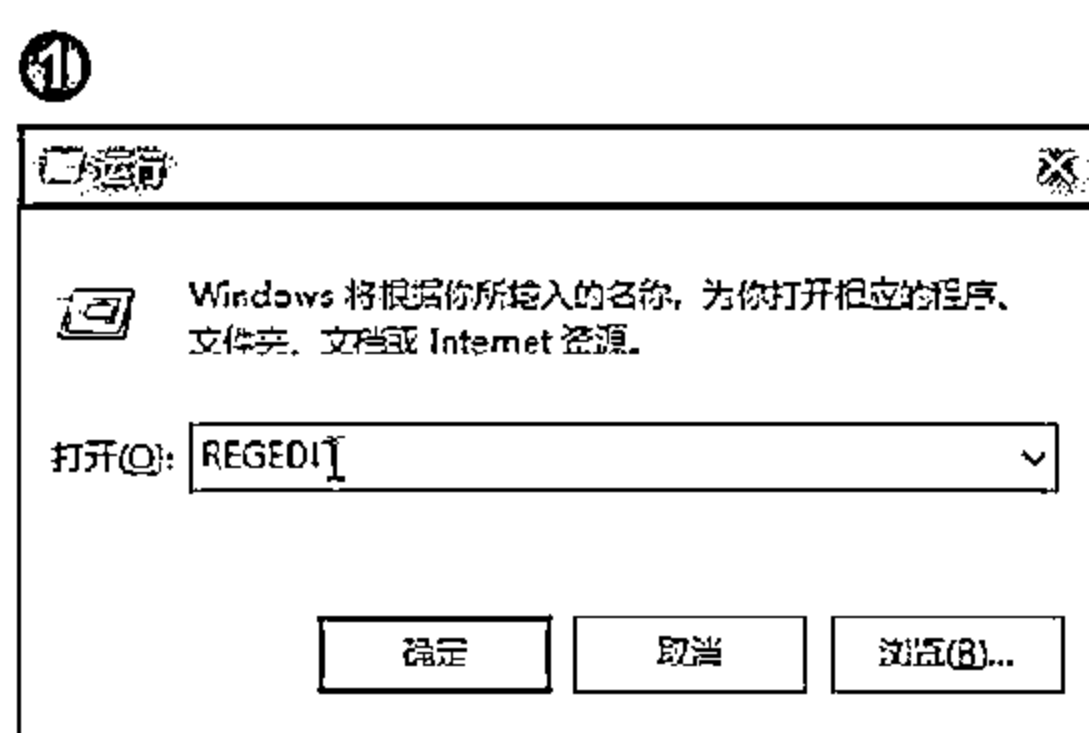 1
运行
Windows 将根据你所输入的名称，为你打开相应的程序、
文件夹、文档或 Internet 资源。
打开(O): REGEDIT
确定 取消 浏览(B)...